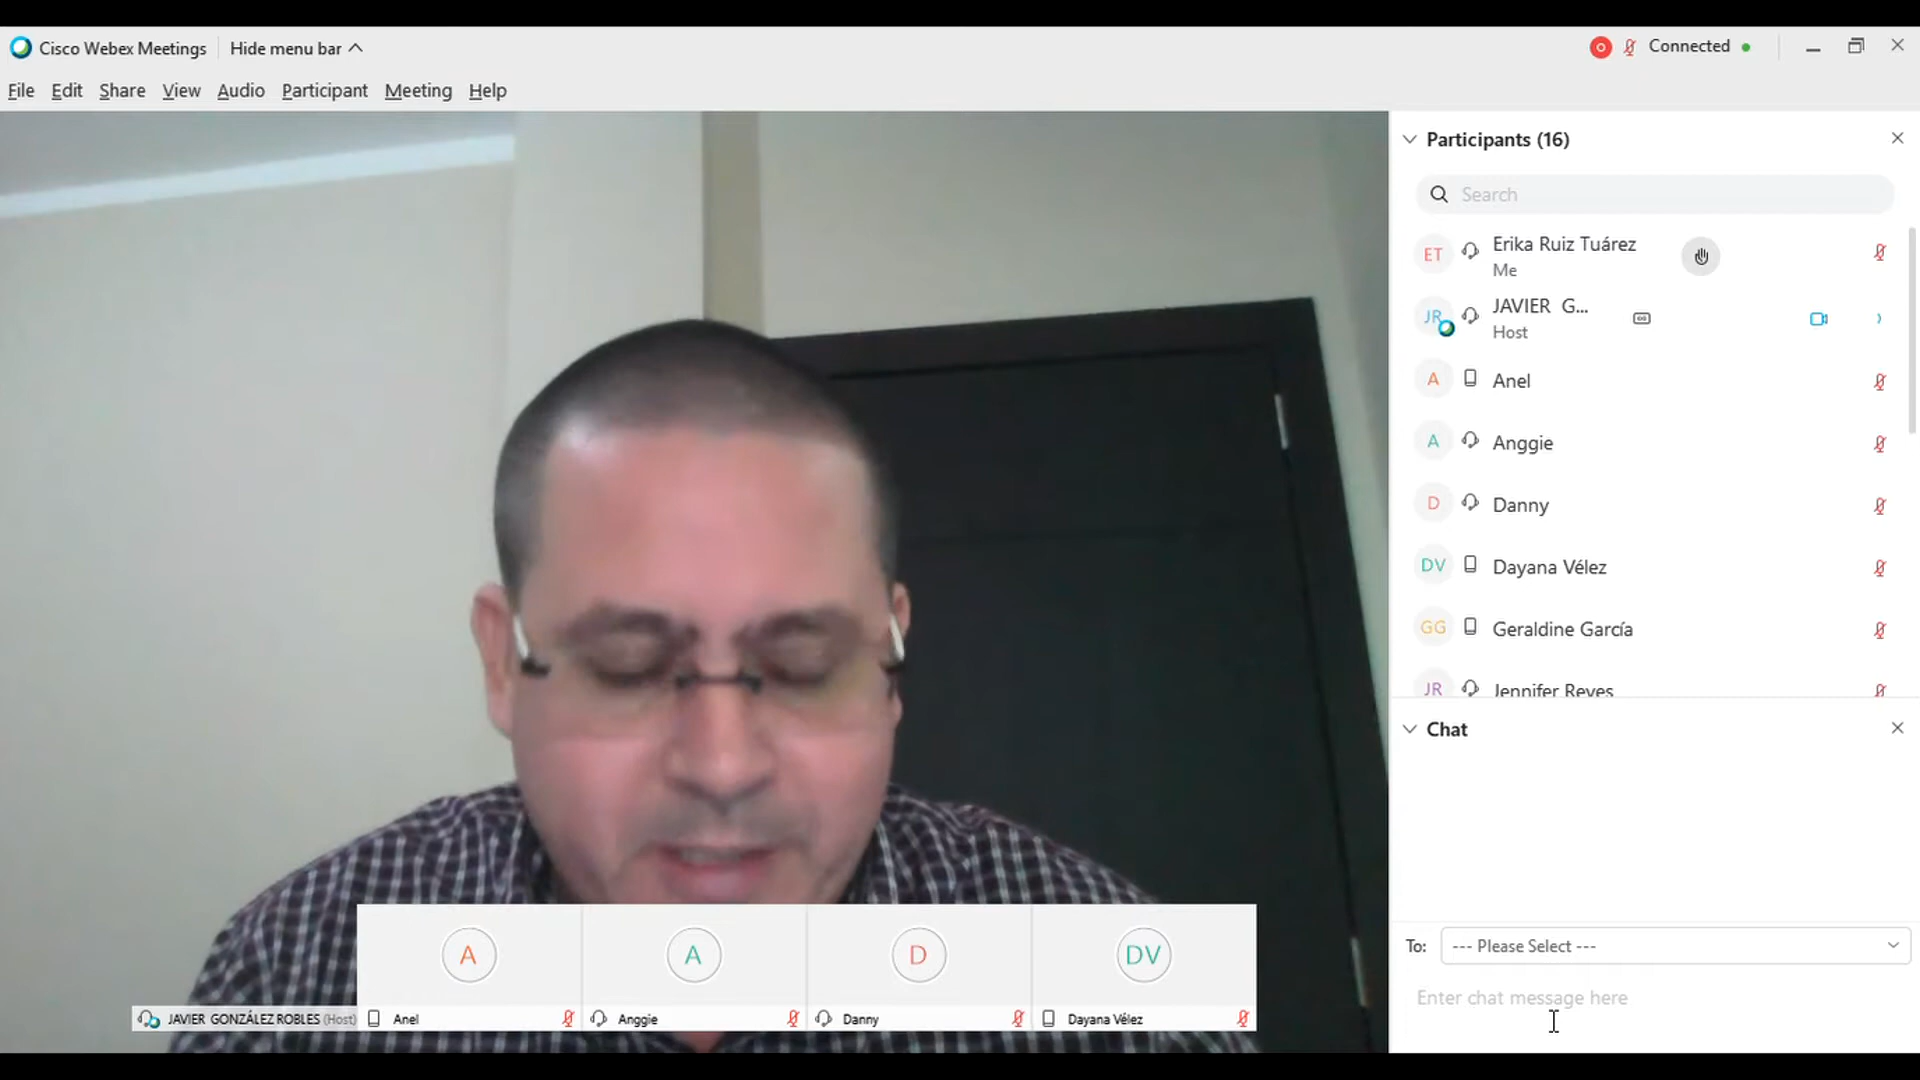 Cisco Webex Meetings
Hide menu bar
Connected
File Edit Share View Audio Participant Meeting Help
Participants (16)
Search
ET Erika Ruiz Tuárez
Me
JR JAVIER G...
Host
A Anel
A Anggie
D Danny
DV Dayana Vélez
GG Geraldine García
JR Jennifer Reyes
Chat
To: --- Please Select ---
Enter chat message here
A A D DV
JAVIER GONZÁLEZ ROBLES (Host) Anel Anggie Danny Dayana Vélez